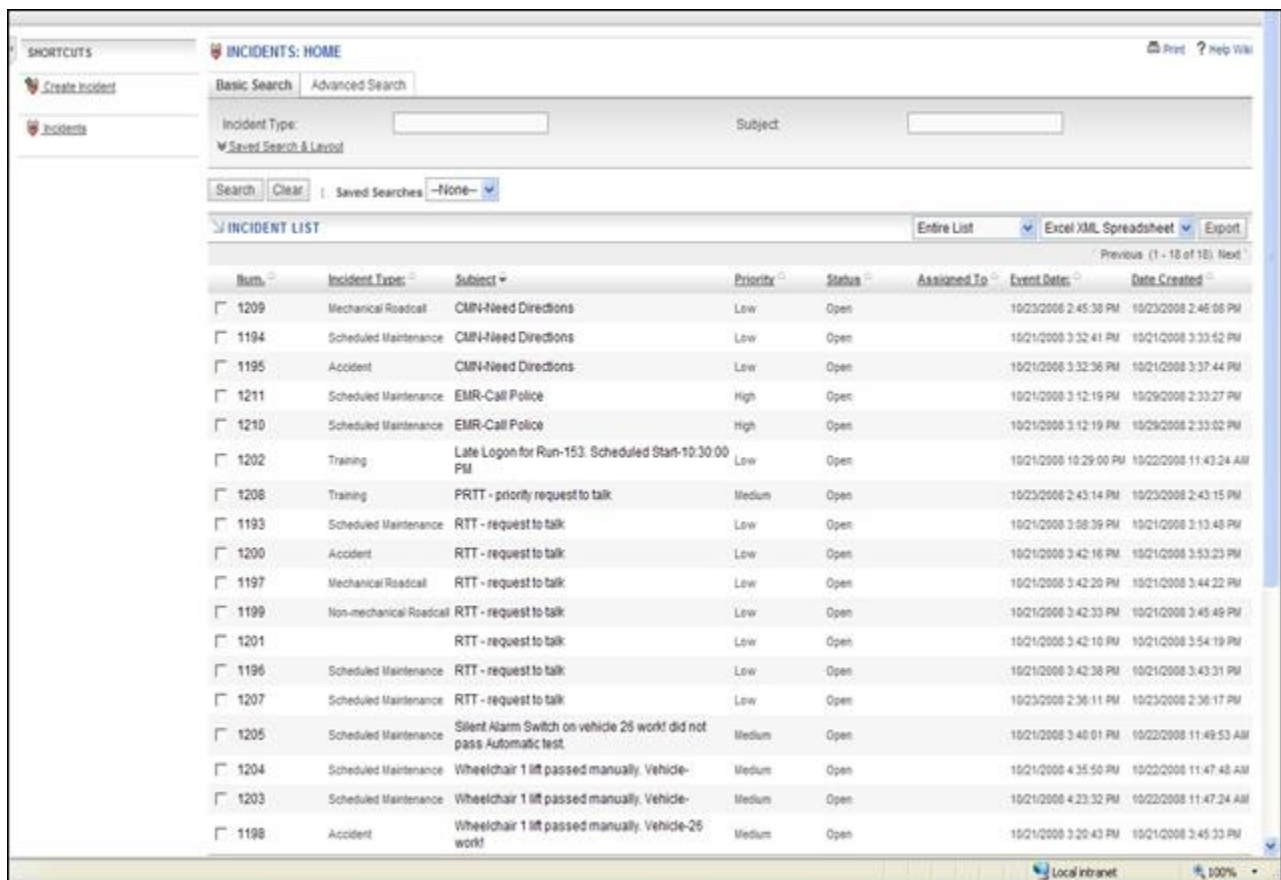 SHORTCUTS
Create Incident
Incidents
INCIDENTS: HOME
Print ? Help Wiki
Basic Search Advanced Search
Incident Type: Subject
Saved Search & Layout
Search Clear | Saved Searches --None--
INCIDENT LIST Entire List Excel XML Spreadsheet Export
Previous (1 - 18 of 18) Next
Num. Incident Type: Subject Priority Status Assigned To Event Date: Date Created
1209 Mechanical Roadcall CMN-Need Directions Low Open 10/23/2008 2:45:38 PM 10/23/2008 2:46:08 PM
1194 Scheduled Maintenance CMN-Need Directions Low Open 10/21/2008 3:32:41 PM 10/21/2008 3:33:52 PM
1195 Accident CMN-Need Directions Low Open 10/21/2008 3:32:36 PM 10/21/2008 3:37:44 PM
1211 Scheduled Maintenance EMR-Call Police High Open 10/21/2008 3:12:19 PM 10/29/2008 2:33:27 PM
1210 Scheduled Maintenance EMR-Call Police High Open 10/21/2008 3:12:19 PM 10/29/2008 2:33:02 PM
1202 Training Late Logon for Run-153. Scheduled Start-10:30:00 PM Low Open 10/21/2008 10:29:00 PM 10/22/2008 11:43:24 AM
1208 Training PRTT - priority request to talk Medium Open 10/23/2008 2:43:14 PM 10/23/2008 2:43:15 PM
1193 Scheduled Maintenance RTT - request to talk Low Open 10/21/2008 3:08:39 PM 10/21/2008 3:13:48 PM
1200 Accident RTT - request to talk Low Open 10/21/2008 3:42:16 PM 10/21/2008 3:53:23 PM
1197 Mechanical Roadcall RTT - request to talk Low Open 10/21/2008 3:42:20 PM 10/21/2008 3:44:22 PM
1199 Non-mechanical Roadcall RTT - request to talk Low Open 10/21/2008 3:42:33 PM 10/21/2008 3:45:49 PM
1201 RTT - request to talk Low Open 10/21/2008 3:42:10 PM 10/21/2008 3:54:19 PM
1196 Scheduled Maintenance RTT - request to talk Low Open 10/21/2008 3:42:38 PM 10/21/2008 3:43:31 PM
1207 Scheduled Maintenance RTT - request to talk Low Open 10/23/2008 2:36:11 PM 10/23/2008 2:36:17 PM
1205 Scheduled Maintenance Silent Alarm Switch on vehicle 26 work! did not pass Automatic test. Medium Open 10/21/2008 3:40:01 PM 10/22/2008 11:49:53 AM
1204 Scheduled Maintenance Wheelchair 1 lift passed manually. Vehicle- Medium Open 10/21/2008 4:35:50 PM 10/22/2008 11:47:48 AM
1203 Scheduled Maintenance Wheelchair 1 lift passed manually. Vehicle- Medium Open 10/21/2008 4:23:32 PM 10/22/2008 11:47:24 AM
1198 Accident Wheelchair 1 lift passed manually. Vehicle-26 work! Medium Open 10/21/2008 3:20:43 PM 10/21/2008 3:45:33 PM
Local intranet 100%